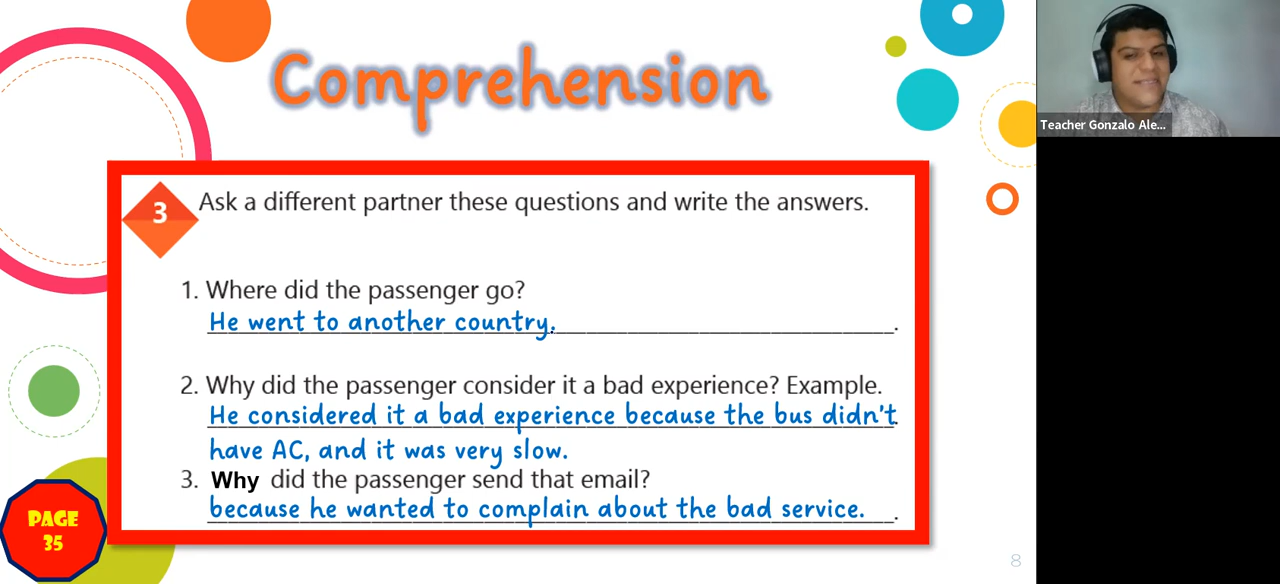 Comprehension
Teacher Gonzalo Ale...
3
Ask a different partner these questions and write the answers.
1. Where did the passenger go?
He went to another country.
2. Why did the passenger consider it a bad experience? Example.
He considered it a bad experience because the bus didn't
have AC, and it was very slow.
3. Why did the passenger send that email?
because he wanted to complain about the bad service.
PAGE
35
8